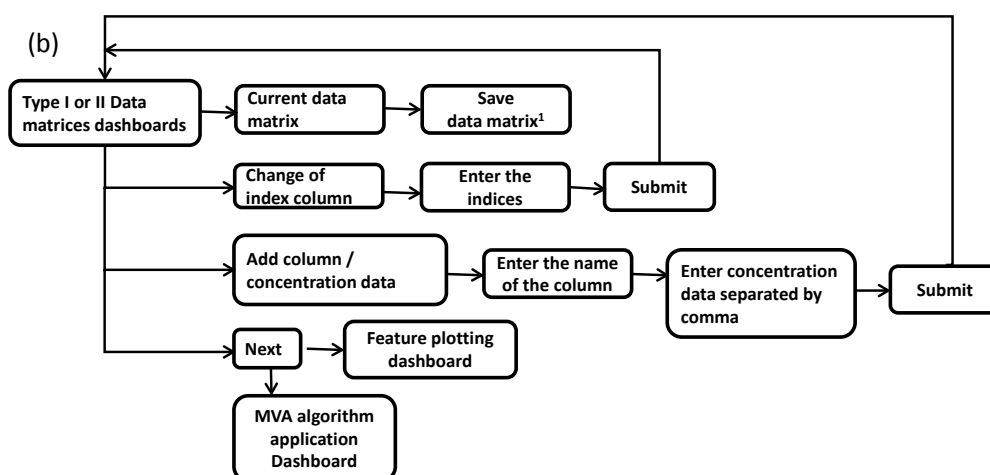 (b)
Type I or II Data
matrices dashboards
Current data
matrix
Save
data matrix¹
Change of
index column
Enter the
indices
Submit
Add column /
concentration data
Enter the name
of the column
Enter concentration
data separated by
comma
Submit
Next
Feature plotting
dashboard
MVA algorithm
application
Dashboard